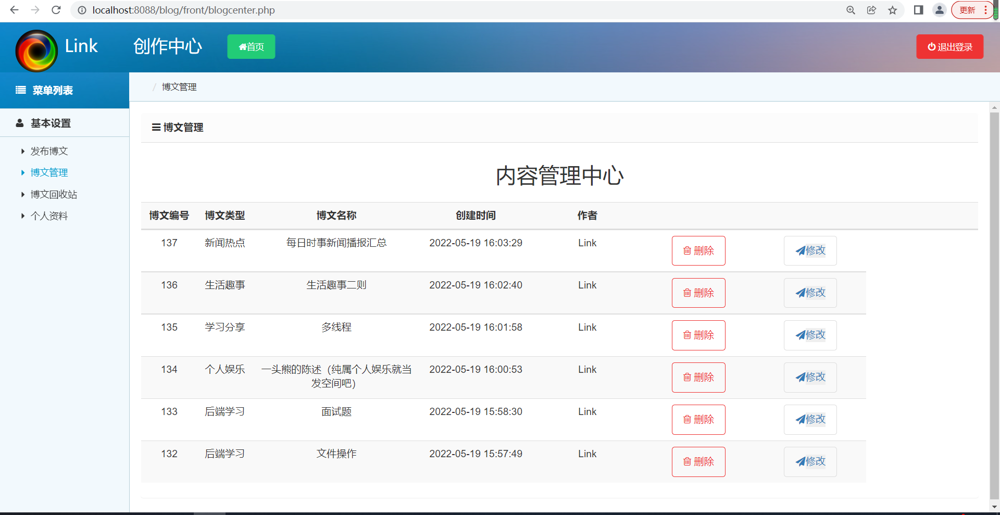 localhost:8088/blog/front/blogcenter.php
更新
Link
创作中心
首页
退出登录
菜单列表
/ 博文管理
基本设置
发布博文
博文管理
博文回收站
个人资料
博文管理
内容管理中心
博文编号 博文类型 博文名称 创建时间 作者
137 新闻热点 每日时事新闻播报汇总 2022-05-19 16:03:29 Link 删除 修改
136 生活趣事 生活趣事二则 2022-05-19 16:02:40 Link 删除 修改
135 学习分享 多线程 2022-05-19 16:01:58 Link 删除 修改
134 个人娱乐 一头熊的陈述（纯属个人娱乐就当 2022-05-19 16:00:53 Link 删除 修改
发空间吧）
133 后端学习 面试题 2022-05-19 15:58:30 Link 删除 修改
132 后端学习 文件操作 2022-05-19 15:57:49 Link 删除 修改